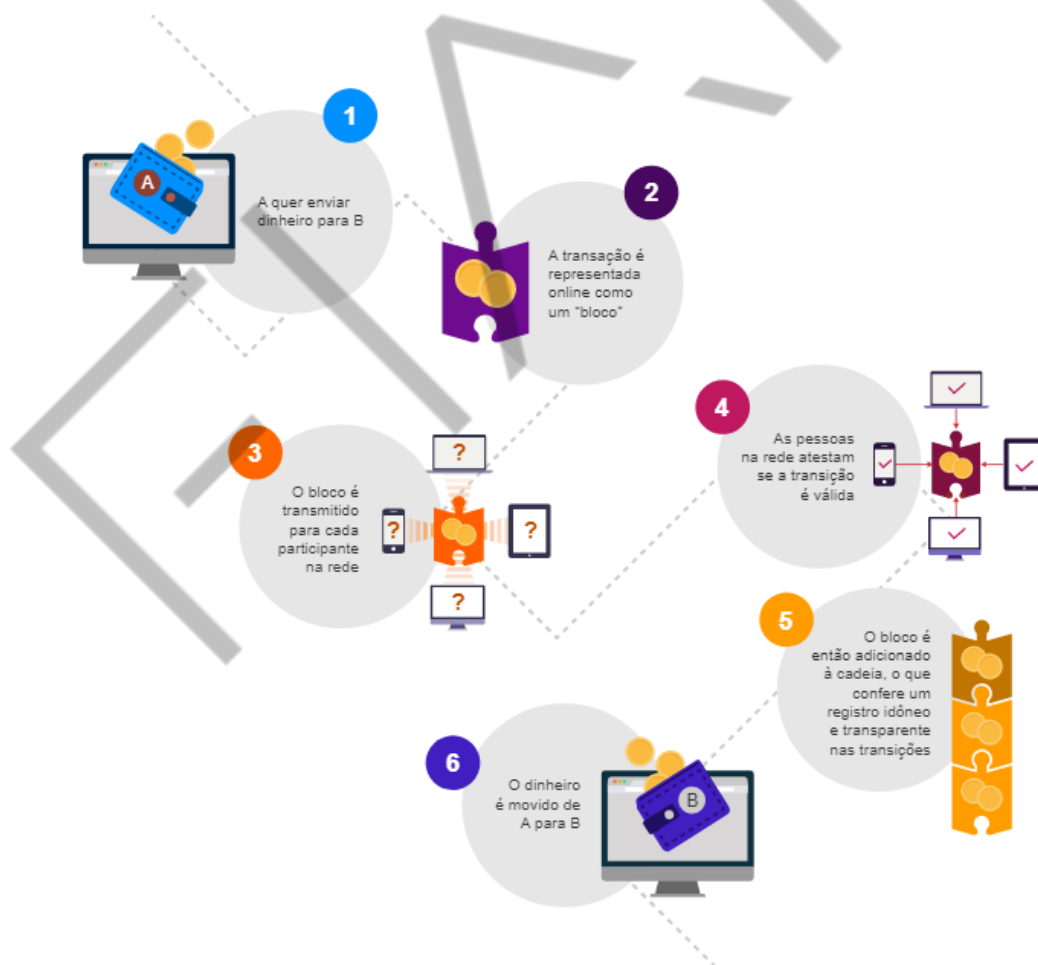 1
A
A quer enviar
dinheiro para B
2
A transação é
representada
online como
um "bloco"
3
O bloco é
transmitido
para cada
participante
na rede
?
?
?
?
4
As pessoas
na rede atestam
se a transição
é válida
5
O bloco é
então adicionado
à cadeia, o que
confere um
registro idôneo
e transparente
nas transições
6
O dinheiro
é movido de
A para B
B